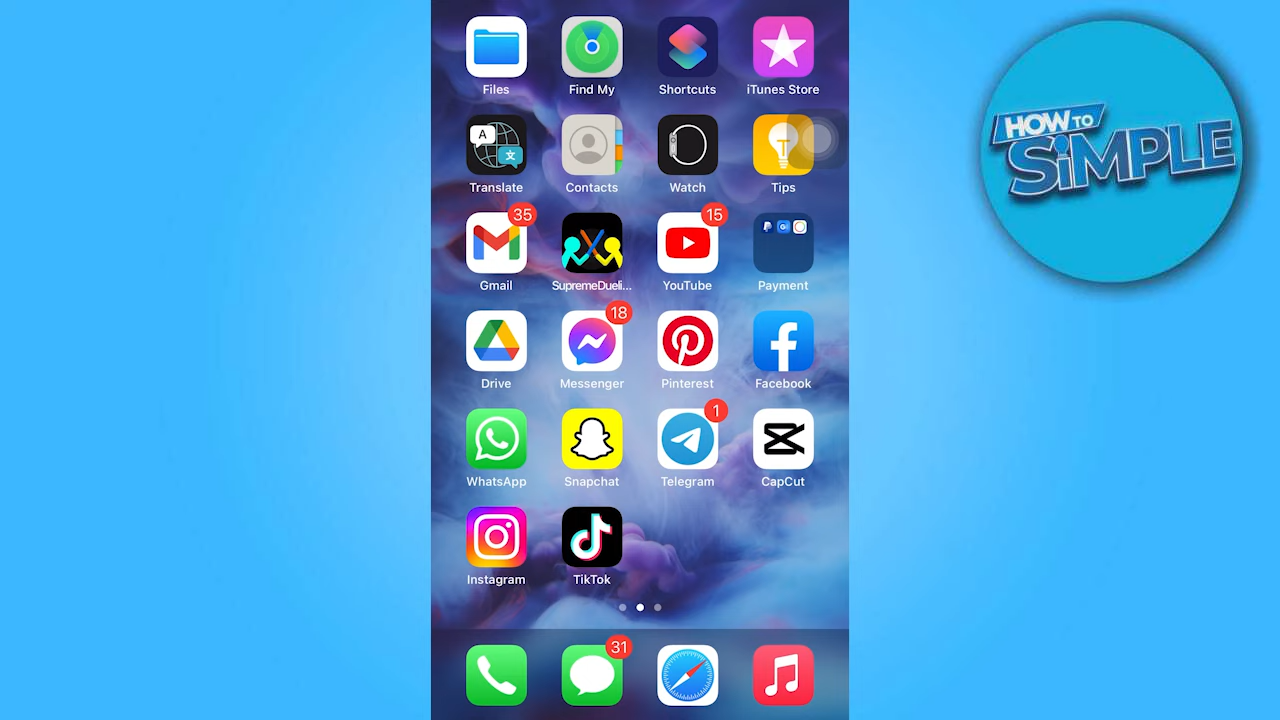 Files
Find My
Shortcuts
iTunes Store
HOW TO
SiMPLE
A
文
Translate
Contacts
Watch
Tips
35
15
Gmail
SupremeDueli...
YouTube
Payment
18
Drive
Messenger
Pinterest
Facebook
1
WhatsApp
Snapchat
Telegram
CapCut
Instagram
TikTok
31